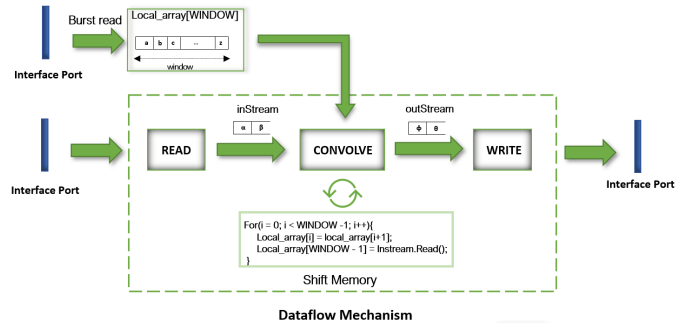 Burst read
Local_array[WINDOW]
a b c ... z
window
Interface Port
inStream
outStream
α β
ϕ θ
READ
CONVOLVE
WRITE
Interface Port
Interface Port
For(i = 0; i < WINDOW -1; i++){
Local_array[i] = local_array[i+1];
Local_array[WINDOW - 1] = Instream.Read();
}
Shift Memory
Dataflow Mechanism